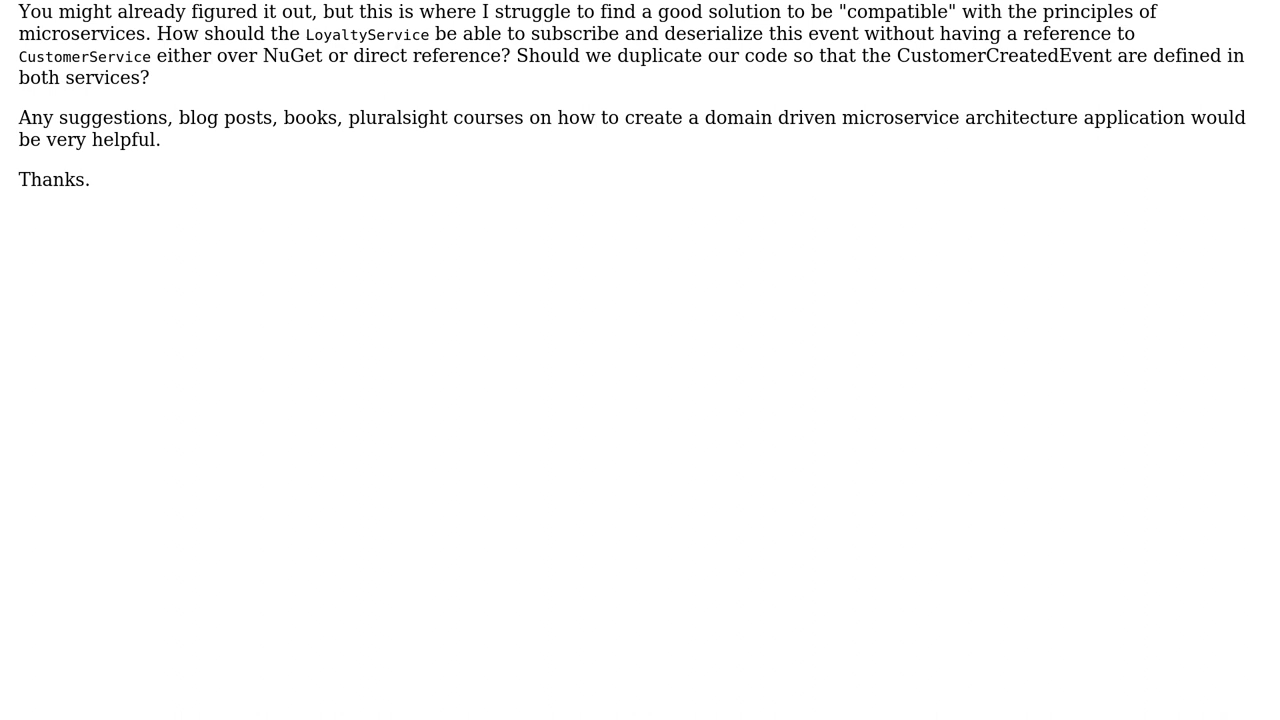 You might already figured it out, but this is where I struggle to find a good solution to be "compatible" with the principles of
microservices. How should the LoyaltyService be able to subscribe and deserialize this event without having a reference to
CustomerService either over NuGet or direct reference? Should we duplicate our code so that the CustomerCreatedEvent are defined in
both services?
Any suggestions, blog posts, books, pluralsight courses on how to create a domain driven microservice architecture application would
be very helpful.
Thanks.